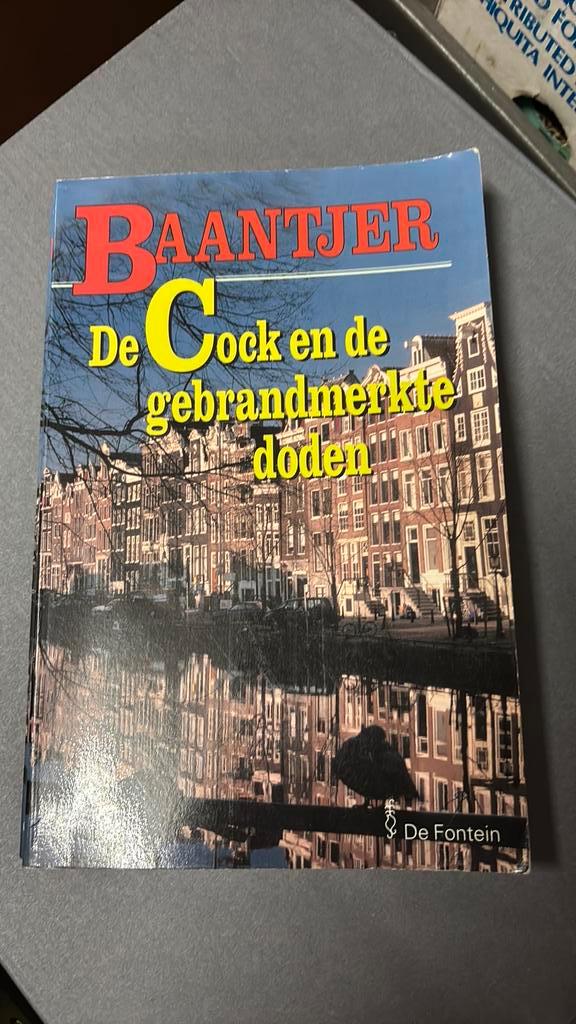 BAANTJER
De Cock en de
gebrandmerkte
doden
De Fontein